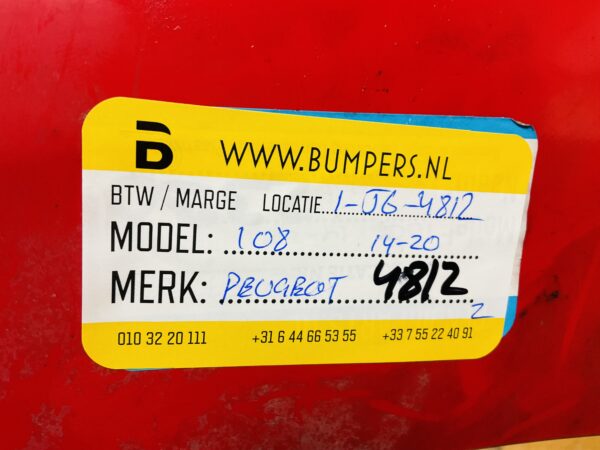 B WWW.BUMPERS.NL
BTW / MARGE LOCATIE 1-J6-4812
MODEL: 108 14-20
MERK: PEUGEOT 4812
2
010 32 20 111 +31 6 44 66 53 55 +33 7 55 22 40 91